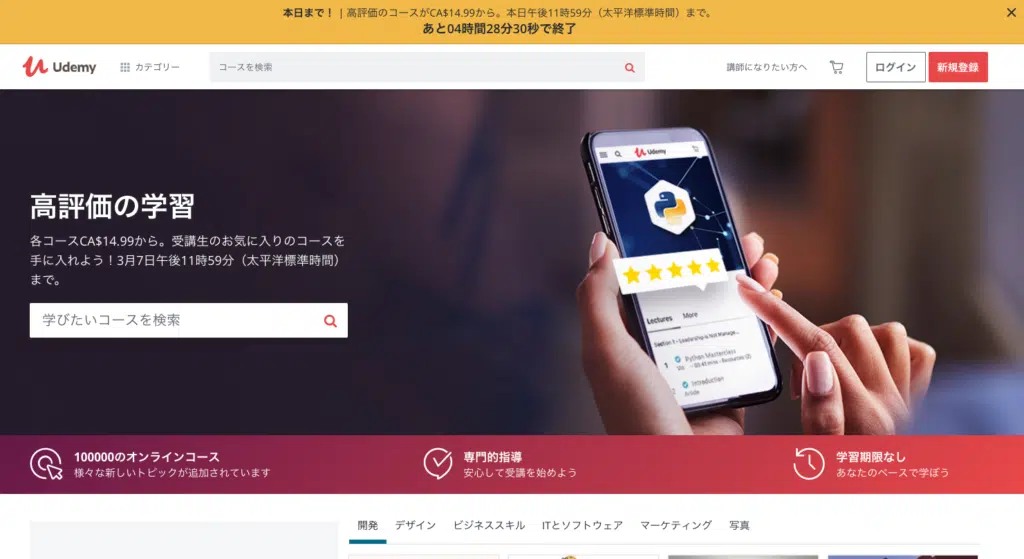 本日まで！｜高評価のコースがCA$14.99から。本日午後11時59分（太平洋標準時間）まで。
あと04時間28分30秒で終了
Udemy
カテゴリー
コースを検索
講師になりたい方へ
ログイン
新規登録
高評価の学習
各コースCA$14.99から。受講生のお気に入りのコースを
手に入れよう！3月7日午後11時59分（太平洋標準時間）
まで。
学びたいコースを検索
Udemy
Lectures More
Section 1 - Leadership is Not Manage...
1 Python Masterclass
Resources (2)
2 Introduction
100000のオンラインコース
様々な新しいトピックが追加されています
専門的指導
安心して受講を始めよう
学習期限なし
あなたのペースで学ぼう
開発 デザイン ビジネススキル ITとソフトウェア マーケティング 写真